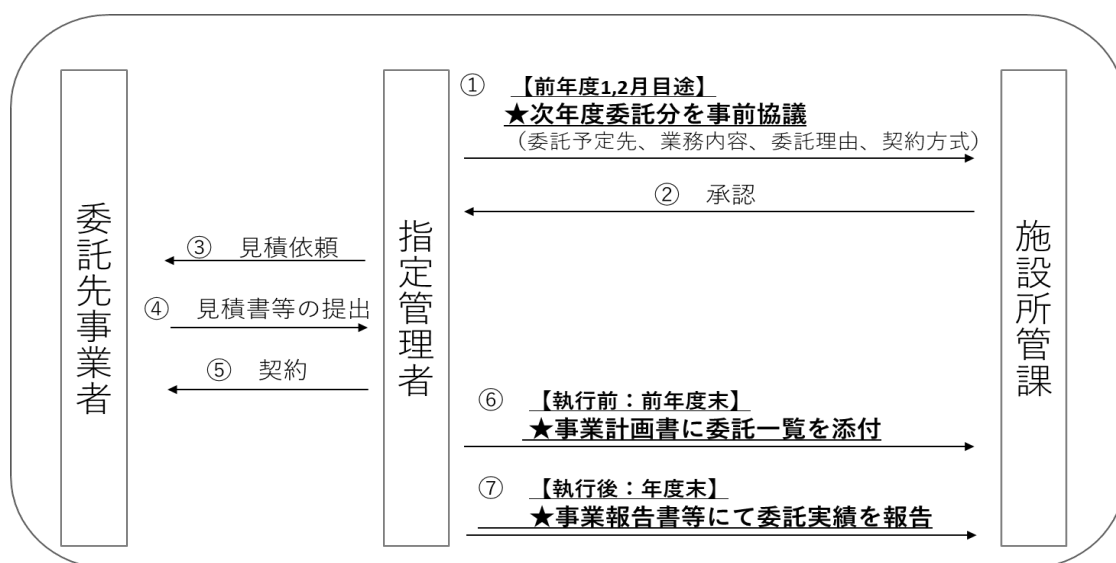 委託先事業者
指定管理者
施設所管課
① 【前年度1,2月目途】
★次年度委託分を事前協議
（委託予定先、業務内容、委託理由、契約方式）
② 承認
③ 見積依頼
④ 見積書等の提出
⑤ 契約
⑥ 【執行前：前年度末】
★事業計画書に委託一覧を添付
⑦ 【執行後：年度末】
★事業報告書等にて委託実績を報告